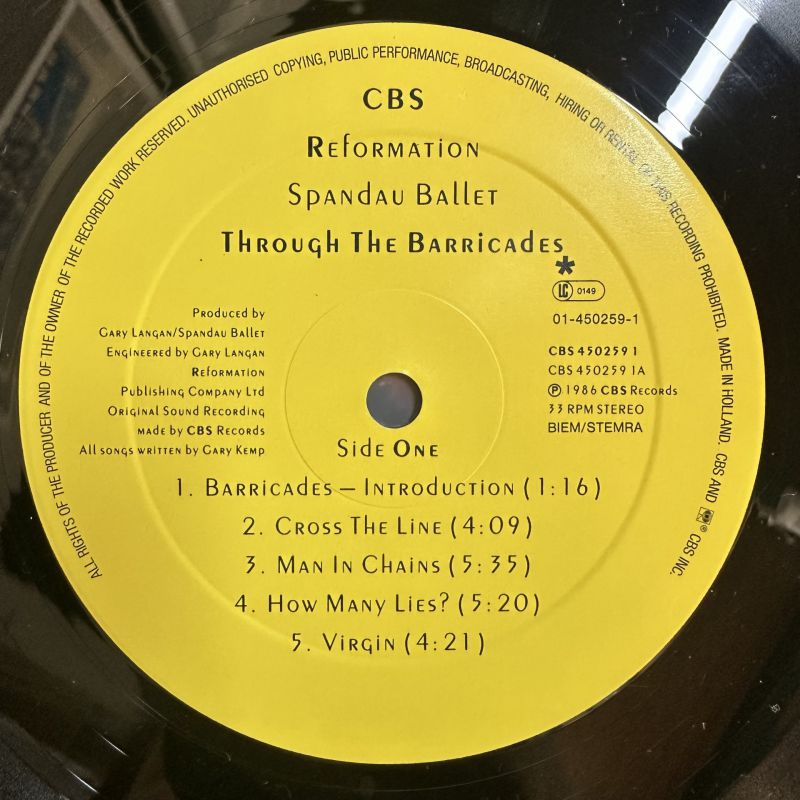 ALL RIGHTS OF THE PRODUCER AND OF THE OWNER OF THE RECORDED WORK RESERVED. UNAUTHORISED COPYING, PUBLIC PERFORMANCE, BROADCASTING, HIRING OR RENTAL OF THIS RECORDING PROHIBITED. MADE IN HOLLAND. CBS AND ® CBS INC.
CBS
Reformation
Spandau Ballet
Through The Barricades
*
LC 0149
01-450259-1
Produced by
Gary Langan/Spandau Ballet
Engineered by Gary Langan
Reformation
Publishing Company Ltd
Original Sound Recording
made by CBS Records
All songs written by Gary Kemp
CBS 450259 1
CBS 450259 1A
℗ 1986 CBS Records
33 RPM STEREO
BIEM/STEMRA
Side One
1. Barricades – Introduction (1:16)
2. Cross The Line (4:09)
3. Man In Chains (5:35)
4. How Many Lies? (5:20)
5. Virgin (4:21)